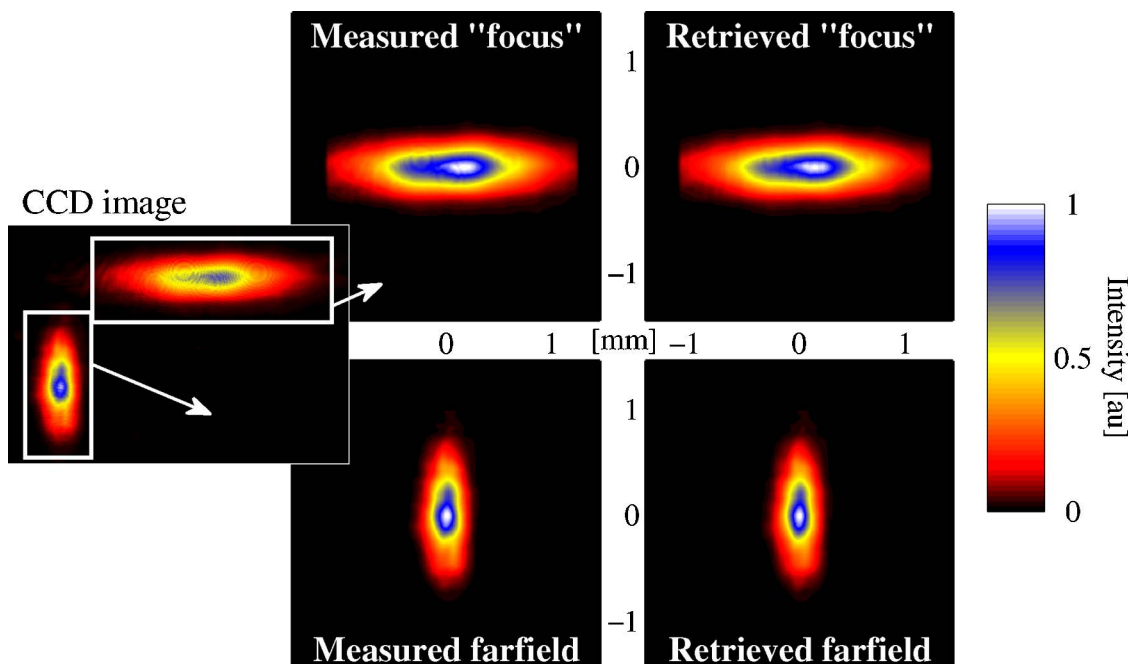 Measured "focus"
Retrieved "focus"
1
0
−1
CCD image
0 1 [mm] −1 0 1
1
0
−1
Measured farfield
Retrieved farfield
1
0.5
0
Intensity [au]